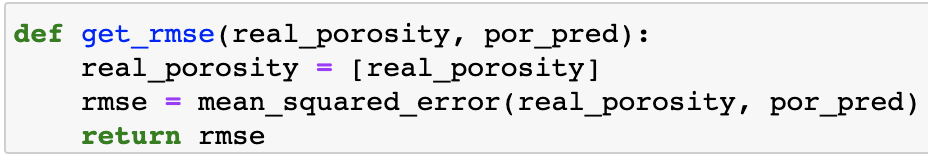 def get_rmse(real_porosity, por_pred):
    real_porosity = [real_porosity]
    rmse = mean_squared_error(real_porosity, por_pred)
    return rmse